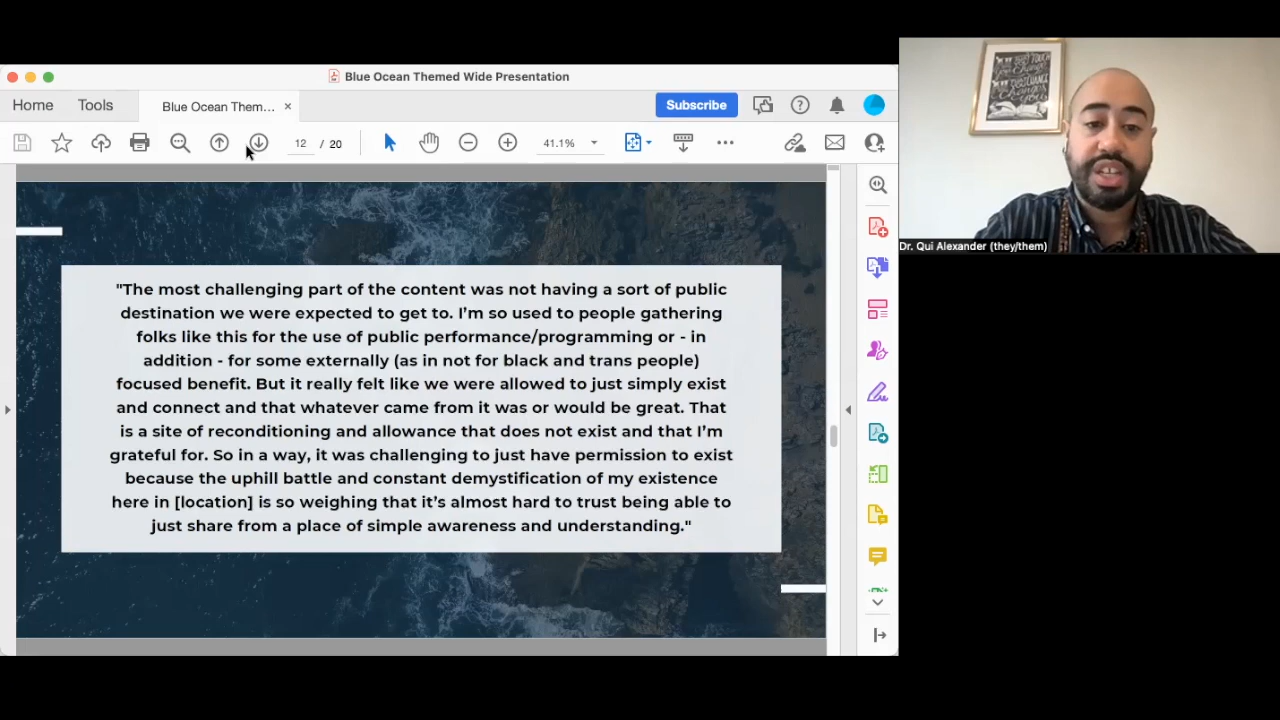 Blue Ocean Themed Wide Presentation
Home
Tools
Blue Ocean Them...
Subscribe
12 / 20
41.1%
"The most challenging part of the content was not having a sort of public
destination we were expected to get to. I’m so used to people gathering
folks like this for the use of public performance/programming or - in
addition - for some externally (as in not for black and trans people)
focused benefit. But it really felt like we were allowed to just simply exist
and connect and that whatever came from it was or would be great. That
is a site of reconditioning and allowance that does not exist and that I’m
grateful for. So in a way, it was challenging to just have permission to exist
because the uphill battle and constant demystification of my existence
here in [location] is so weighing that it’s almost hard to trust being able to
just share from a place of simple awareness and understanding."
TOUCH
CHANGE
Changes
YOU
Dr. Qui Alexander (they/them)